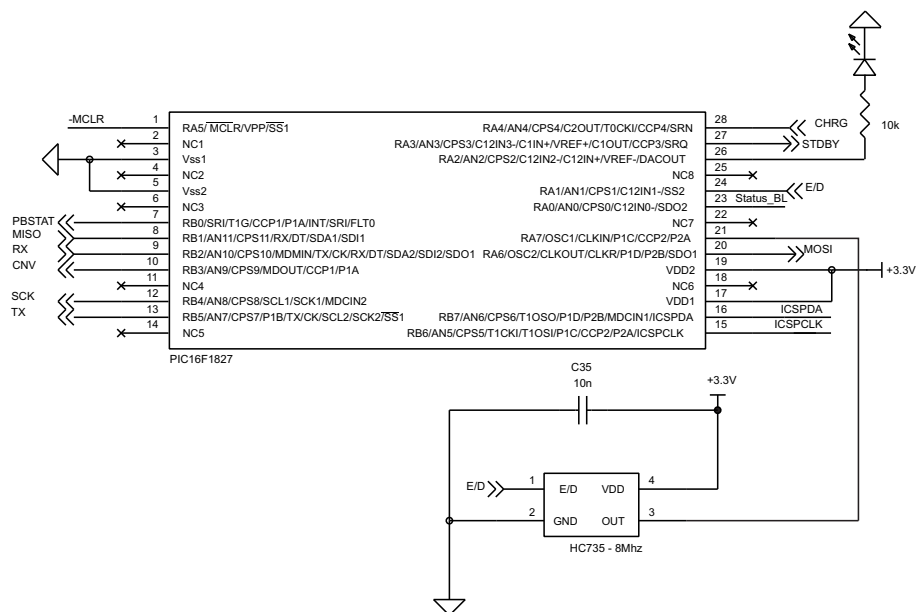 -MCLR 1 RA5/ MCLR/VPP/SS1 RA4/AN4/CPS4/C2OUT/T0CKI/CCP4/SRN 28 CHRG 10k
2 NC1 RA3/AN3/CPS3/C12IN3-/C1IN+/VREF+/C1OUT/CCP3/SRQ 27 STDBY
3 Vss1 RA2/AN2/CPS2/C12IN2-/C12IN+/VREF-/DACOUT 26
4 NC2 NC8 25
5 Vss2 RA1/AN1/CPS1/C12IN1-/SS2 24 E/D
6 NC3 RA0/AN0/CPS0/C12IN0-/SDO2 23 Status_BL
PBSTAT 7 RB0/SRI/T1G/CCP1/P1A/INT/SRI/FLT0 NC7 22
MISO 8 RB1/AN11/CPS11/RX/DT/SDA1/SDI1 RA7/OSC1/CLKIN/P1C/CCP2/P2A 21
RX 9 RB2/AN10/CPS10/MDMIN/TX/CK/RX/DT/SDA2/SDI2/SDO1 RA6/OSC2/CLKOUT/CLKR/P1D/P2B/SDO1 20 MOSI
CNV 10 RB3/AN9/CPS9/MDOUT/CCP1/P1A VDD2 19 +3.3V
11 NC4 NC6 18
SCK 12 RB4/AN8/CPS8/SCL1/SCK1/MDCIN2 VDD1 17
TX 13 RB5/AN7/CPS7/P1B/TX/CK/SCL2/SCK2/SS1 RB7/AN6/CPS6/T1OSO/P1D/P2B/MDCIN1/ICSPDA 16 ICSPDA
14 NC5 RB6/AN5/CPS5/T1CKI/T1OSI/P1C/CCP2/P2A/ICSPCLK 15 ICSPCLK
PIC16F1827
C35
10n
+3.3V
E/D 1 E/D VDD 4
2 GND OUT 3
HC735 - 8Mhz